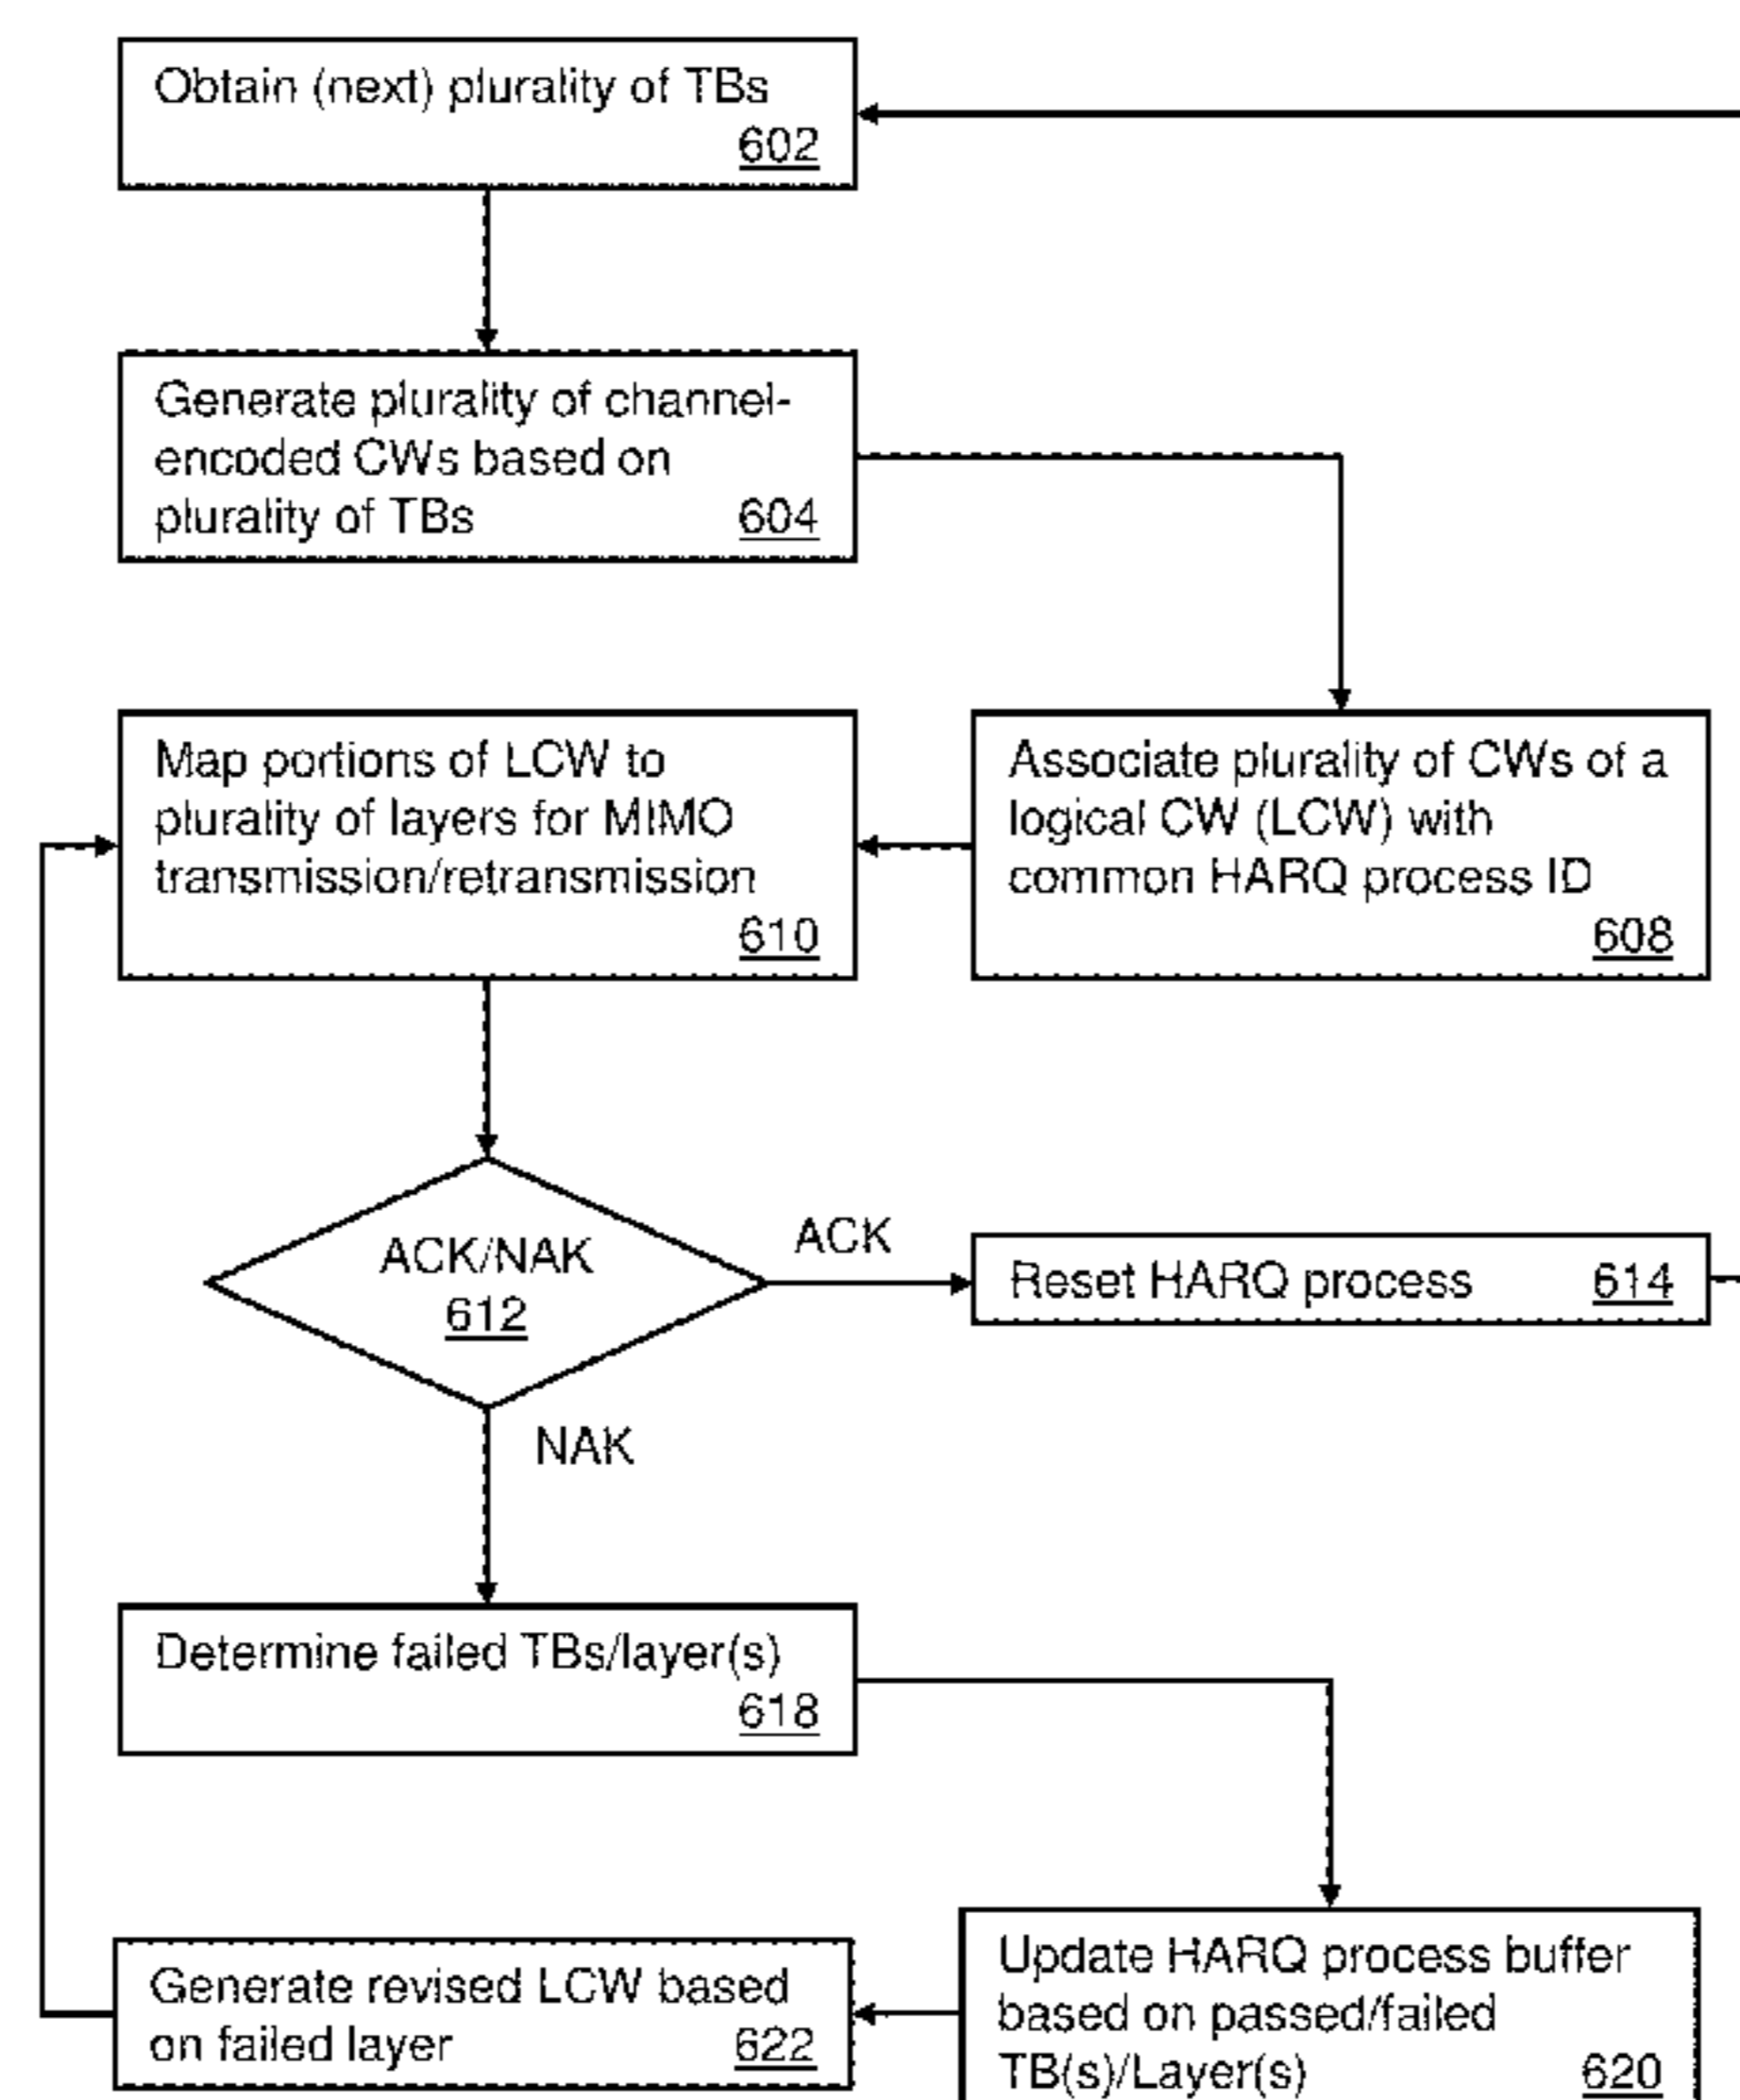 Obtain (next) plurality of TBs
602
Generate plurality of channel-
encoded CWs based on
plurality of TBs 604
Map portions of LCW to
plurality of layers for MIMO
transmission/retransmission
610
Associate plurality of CWs of a
logical CW (LCW) with
common HARQ process ID
608
ACK/NAK
612
ACK
Reset HARQ process 614
NAK
Determine failed TBs/layer(s)
618
Generate revised LCW based
on failed layer 622
Update HARQ process buffer
based on passed/failed
TB(s)/Layer(s) 620